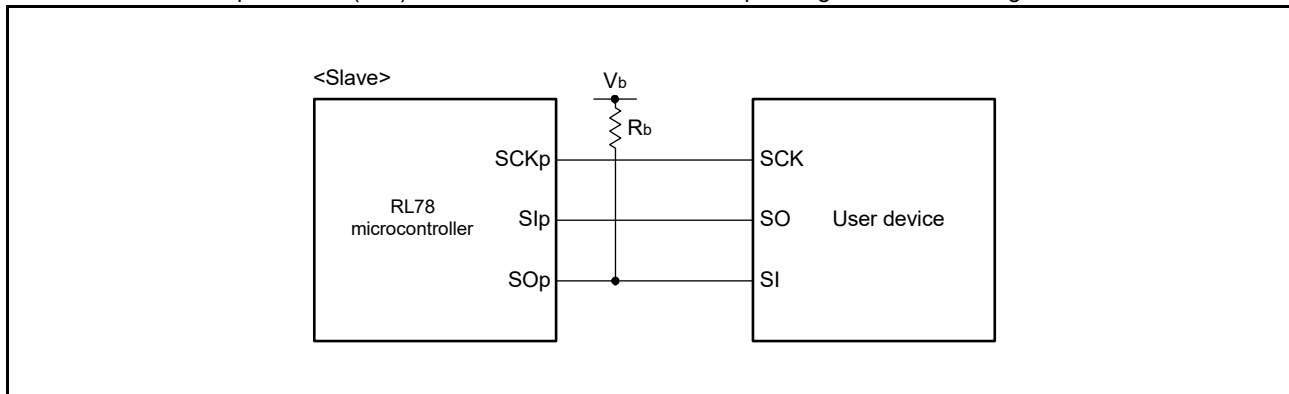 <Slave>
Vb
Rb
SCKp
SCK
RL78
microcontroller
SIp
SO
User device
SOp
SI